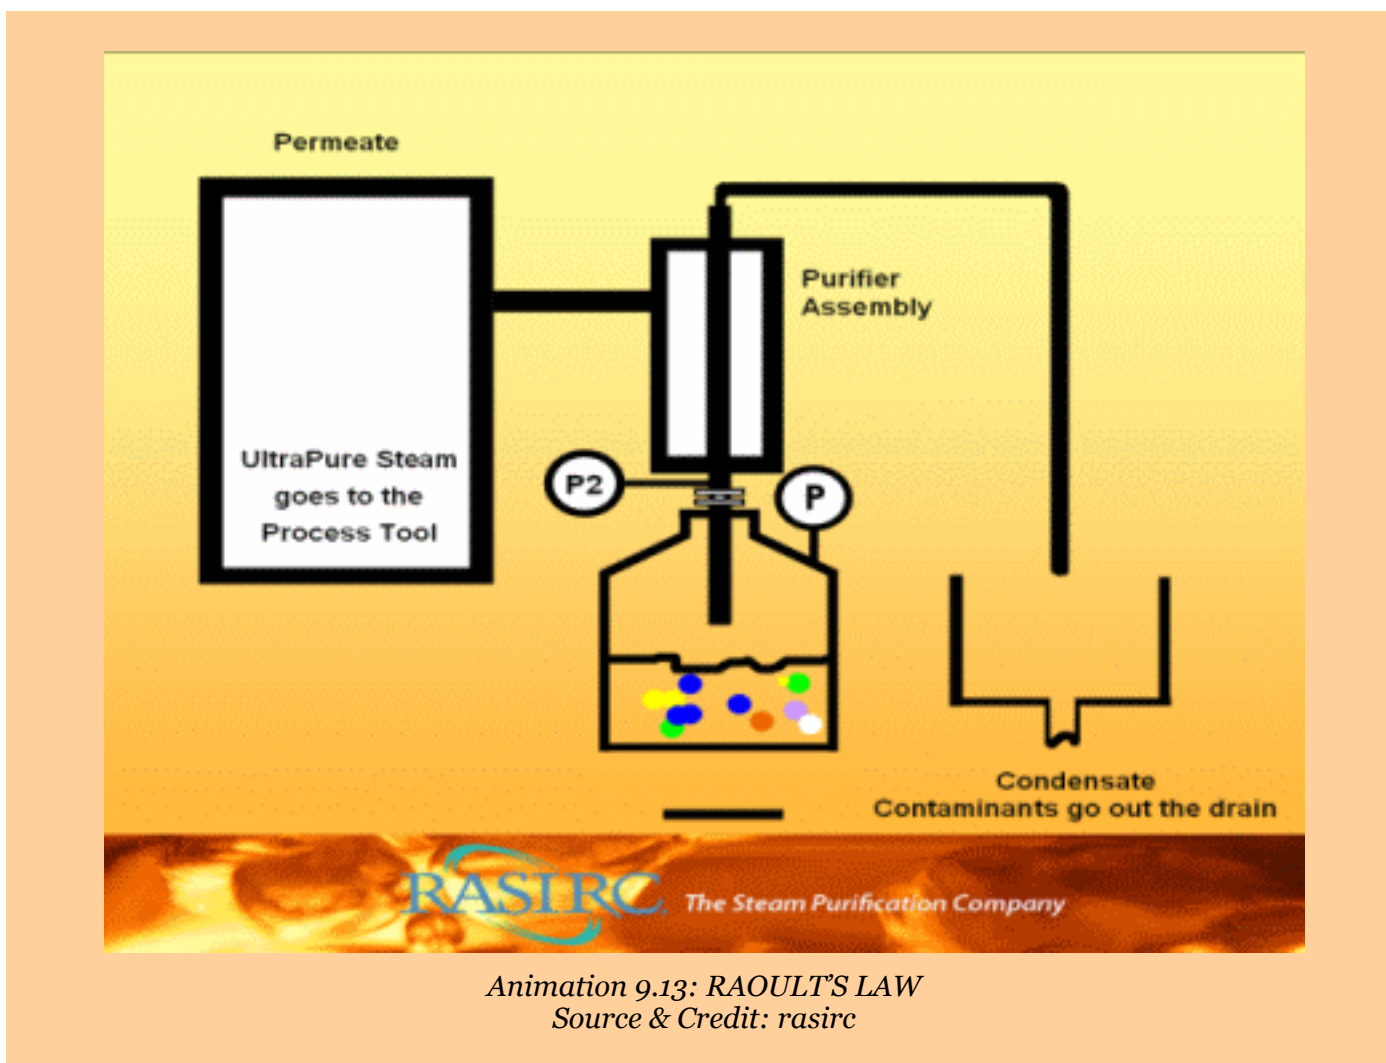 Permeate
Purifier
Assembly
UltraPure Steam
goes to the
Process Tool
P2
P
Condensate
Contaminants go out the drain
RASIRC
The Steam Purification Company
Animation 9.13: RAOULT’S LAW
Source & Credit: rasirc